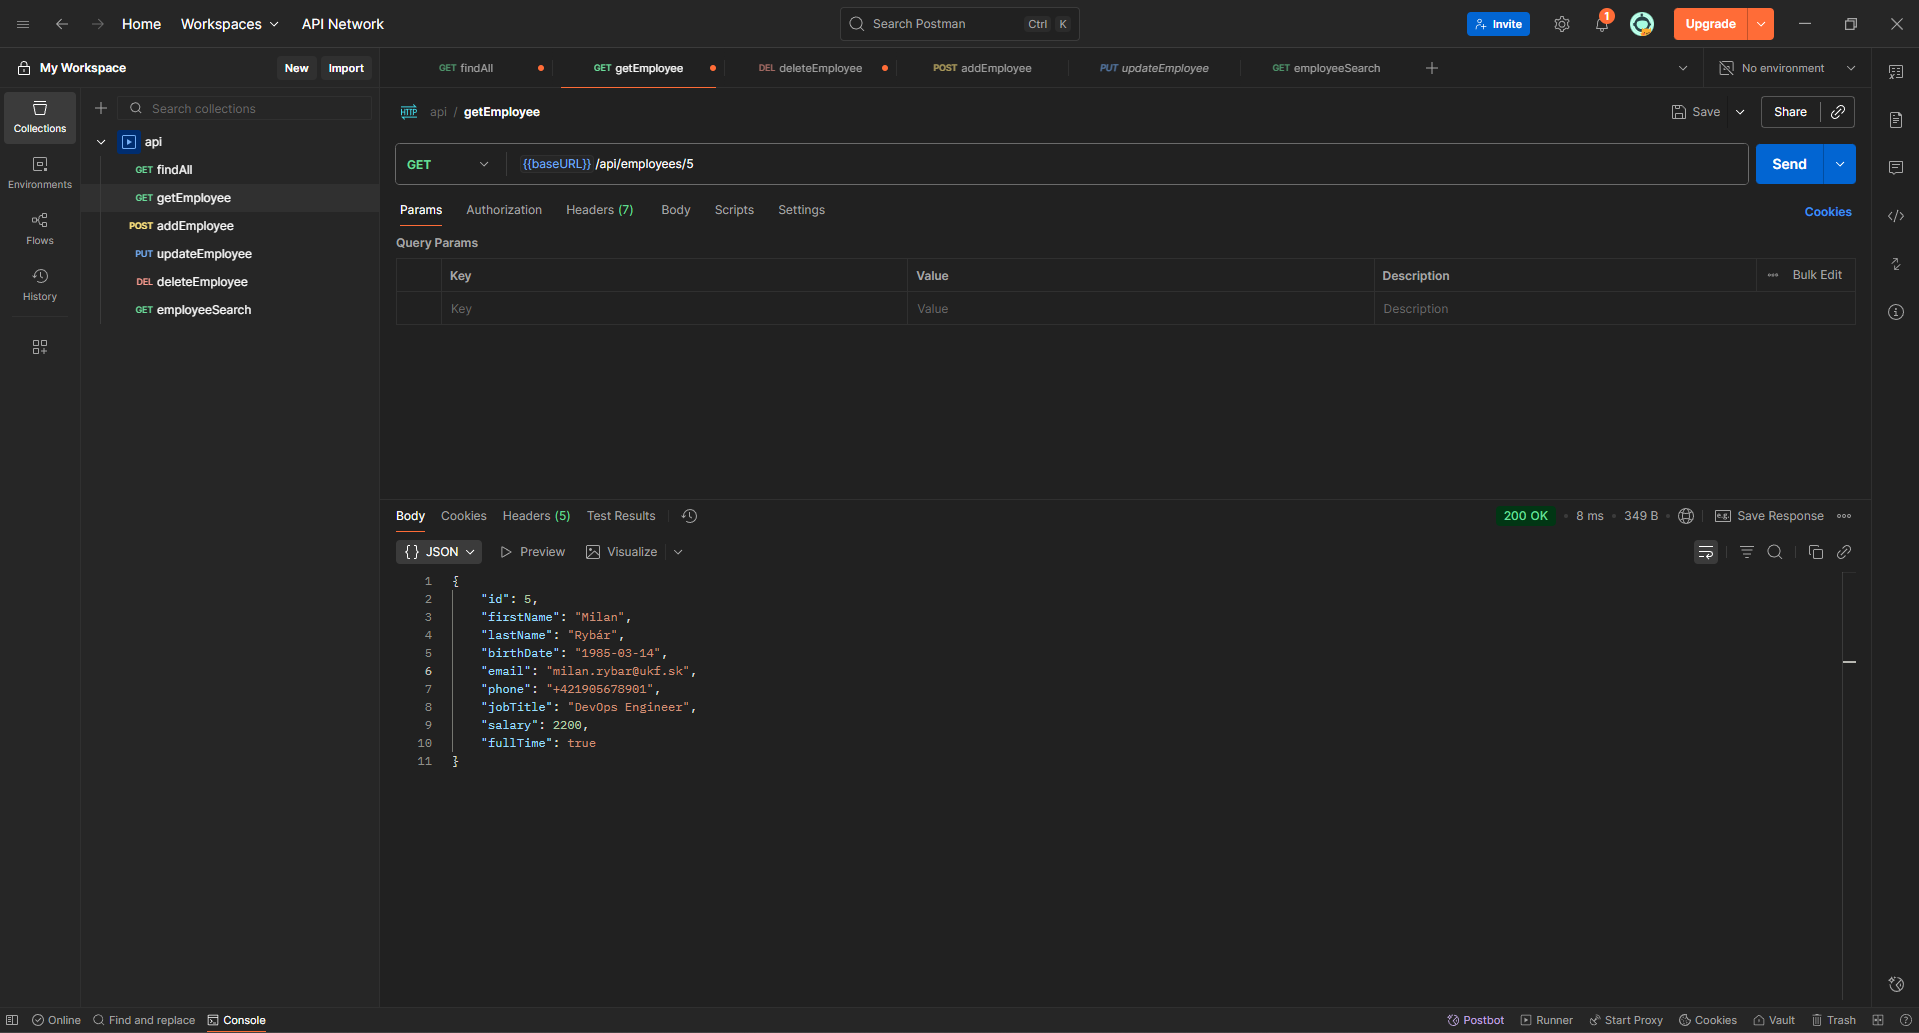 Home Workspaces API Network Search Postman Ctrl K Invite 1 Upgrade
My Workspace New Import
GET findAll GET getEmployee DEL deleteEmployee POST addEmployee PUT updateEmployee GET employeeSearch No environment
Collections
Environments
Flows
History
Search collections
api
GET findAll
GET getEmployee
POST addEmployee
PUT updateEmployee
DEL deleteEmployee
GET employeeSearch
HTTP api / getEmployee Save Share
GET {{baseURL}} /api/employees/5 Send
Params Authorization Headers (7) Body Scripts Settings Cookies
Query Params
Key Value Description Bulk Edit
Key Value Description
Body Cookies Headers (5) Test Results 200 OK • 8 ms • 349 B e.g. Save Response
{} JSON Preview Visualize
1 {
2 "id": 5,
3 "firstName": "Milan",
4 "lastName": "Rybár",
5 "birthDate": "1985-03-14",
6 "email": "milan.rybar@ukf.sk",
7 "phone": "+421905678901",
8 "jobTitle": "DevOps Engineer",
9 "salary": 2200,
10 "fullTime": true
11 }
Online Find and replace Console Postbot Runner Start Proxy Cookies Vault Trash